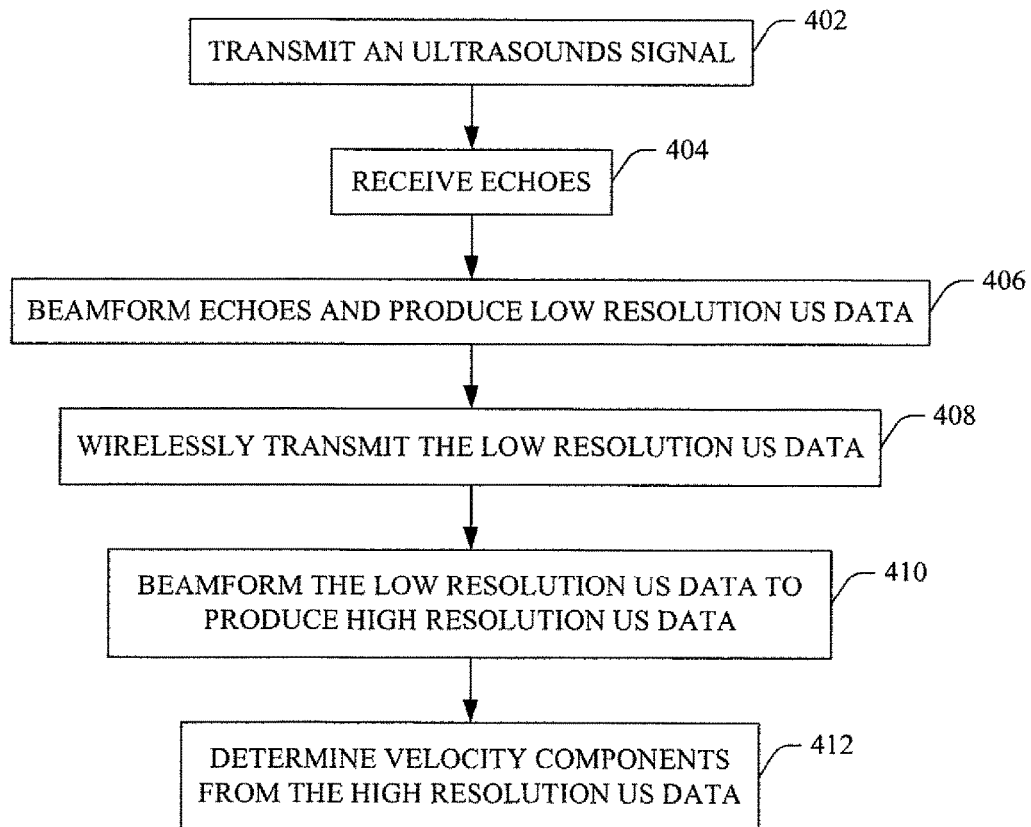 402
TRANSMIT AN ULTRASOUNDS SIGNAL
404
RECEIVE ECHOES
406
BEAMFORM ECHOES AND PRODUCE LOW RESOLUTION US DATA
408
WIRELESSLY TRANSMIT THE LOW RESOLUTION US DATA
410
BEAMFORM THE LOW RESOLUTION US DATA TO
PRODUCE HIGH RESOLUTION US DATA
412
DETERMINE VELOCITY COMPONENTS
FROM THE HIGH RESOLUTION US DATA